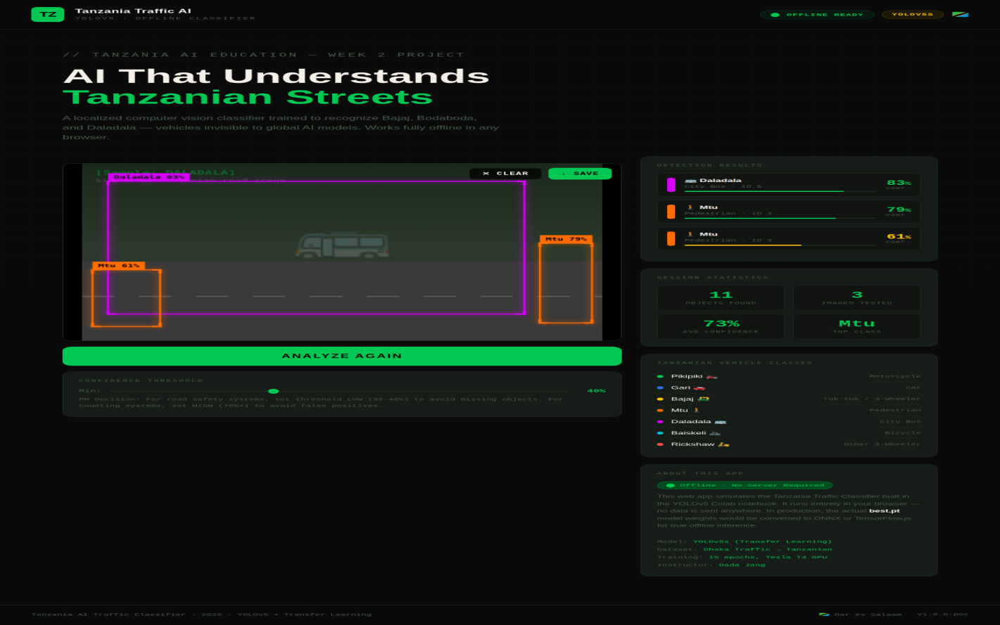 TZ
Tanzania Traffic AI
YOLOV5 · OFFLINE CLASSIFIER
OFFLINE READY
YOLOV5S
// TANZANIA AI EDUCATION — WEEK 2 PROJECT
AI That Understands
Tanzanian Streets
A localized computer vision classifier trained to recognize Bajaj, Bodaboda,
and Daladala — vehicles invisible to global AI models. Works fully offline in any
browser.
[Sample: DALADALA]
Daladala 83%
road scene
✕ CLEAR
↓ SAVE
Mtu 79%
Mtu 61%
ANALYZE AGAIN
CONFIDENCE THRESHOLD
Min:
40%
PM Decision: For road safety systems, set threshold LOW (30-40%) to avoid missing objects. For
counting systems, set HIGH (70%+) to avoid false positives.
DETECTION RESULTS
Daladala
City Bus · ID 5
83%
CONF.
Mtu
Pedestrian · ID 3
79%
CONF.
Mtu
Pedestrian · ID 3
61%
CONF.
SESSION STATISTICS
11
OBJECTS FOUND
3
IMAGES TESTED
73%
AVG CONFIDENCE
Mtu
TOP CLASS
TANZANIAN VEHICLE CLASSES
Pikipiki
Motorcycle
Gari
Car
Bajaj
Tuk-tuk / 3-Wheeler
Mtu
Pedestrian
Daladala
City Bus
Baiskeli
Bicycle
Rickshaw
Other 3-Wheeler
ABOUT THIS APP
Offline · No Server Required
This web app simulates the Tanzania Traffic Classifier built in
the YOLOv5 Colab notebook. It runs entirely in your browser —
no data is sent anywhere. In production, the actual best.pt
model weights would be converted to ONNX or TensorFlow.js
for true offline inference.
Model: YOLOv5s (Transfer Learning)
Dataset: Dhaka Traffic → Tanzanian
Training: 15 epochs, Tesla T4 GPU
Instructor: Dada Jang
Tanzania AI Traffic Classifier · 2026 · YOLOv5 + Transfer Learning
Dar es Salaam
v1.0.0-poc